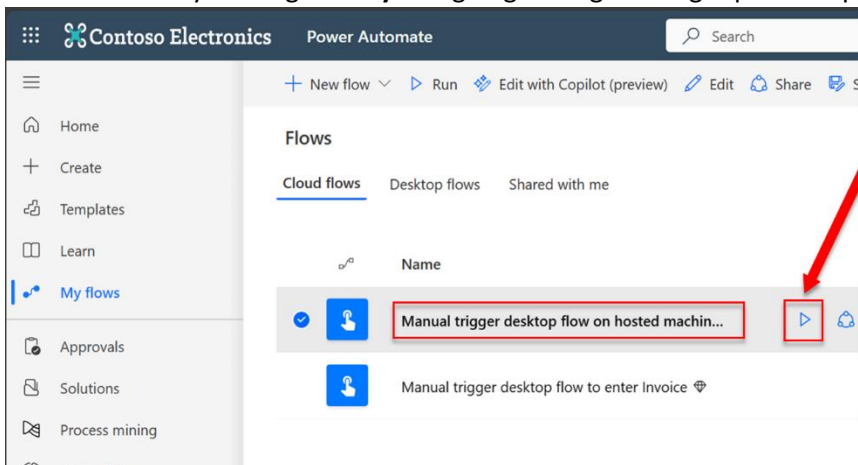 Contoso Electronics Power Automate Search
New flow Run Edit with Copilot (preview) Edit Share S
Home
Flows
Create
Cloud flows Desktop flows Shared with me
Templates
Learn
Name
My flows
Manual trigger desktop flow on hosted machin...
Approvals
Solutions
Manual trigger desktop flow to enter Invoice
Process mining